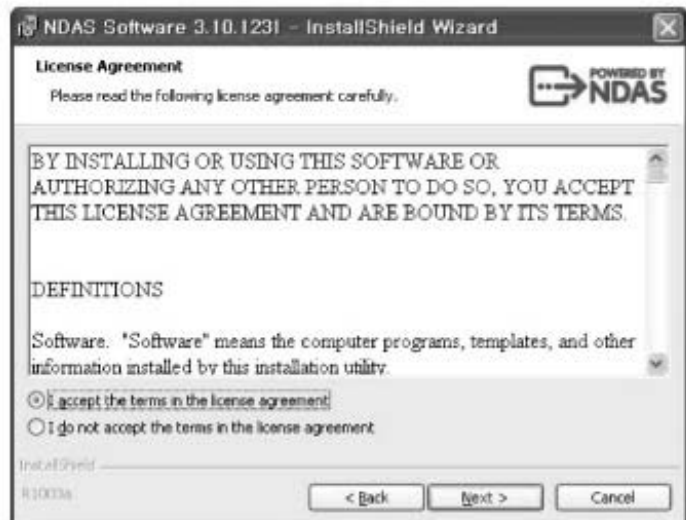 NDAS Software 3.10.1231 - InstallShield Wizard
License Agreement
Please read the following license agreement carefully.
POWERED BY
NDAS
BY INSTALLING OR USING THIS SOFTWARE OR
AUTHORIZING ANY OTHER PERSON TO DO SO, YOU ACCEPT
THIS LICENSE AGREEMENT AND ARE BOUND BY ITS TERMS.
DEFINITIONS
Software. "Software" means the computer programs, templates, and other
information installed by this installation utility.
I accept the terms in the license agreement
I do not accept the terms in the license agreement
InstallShield
R1003a
< Back
Next >
Cancel